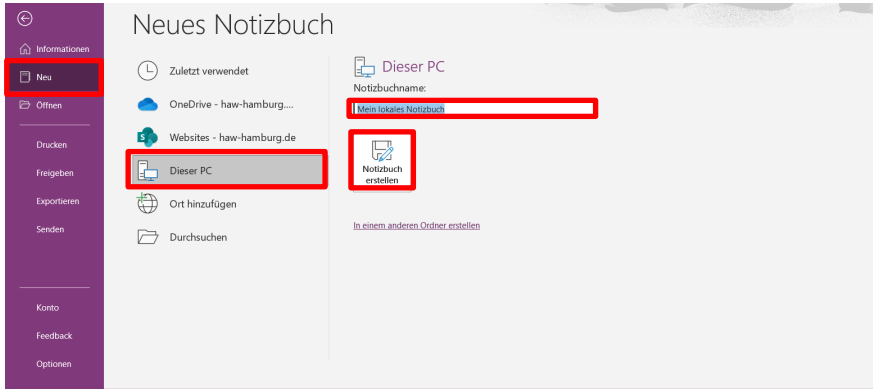 Neues Notizbuch
Informationen
Neu
Öffnen
Drucken
Freigeben
Exportieren
Senden
Konto
Feedback
Optionen
Zuletzt verwendet
OneDrive - haw-hamburg....
Websites - haw-hamburg.de
Dieser PC
Ort hinzufügen
Durchsuchen
Dieser PC
Notizbuchname:
Mein lokales Notizbuch
Notizbuch
erstellen
In einem anderen Ordner erstellen